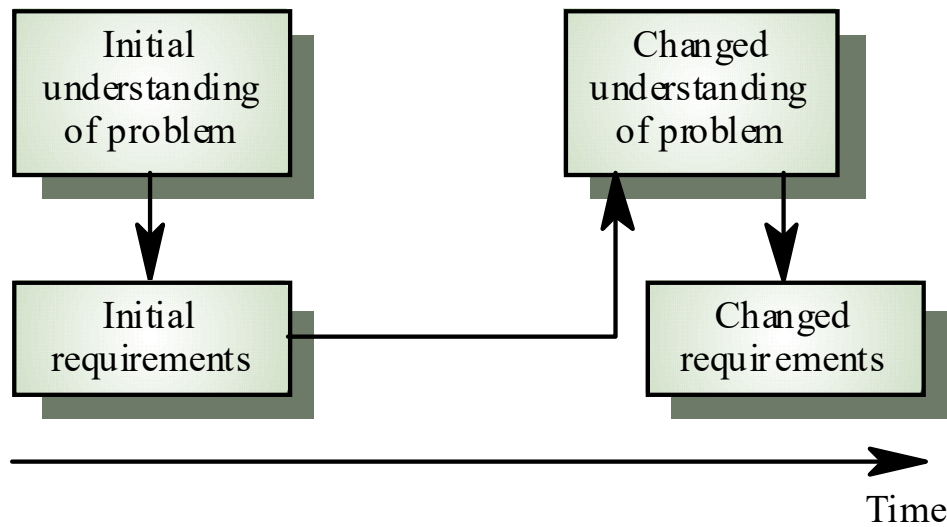 Initial
understanding
of problem
Changed
understanding
of problem
Initial
requirements
Changed
requirements
Time